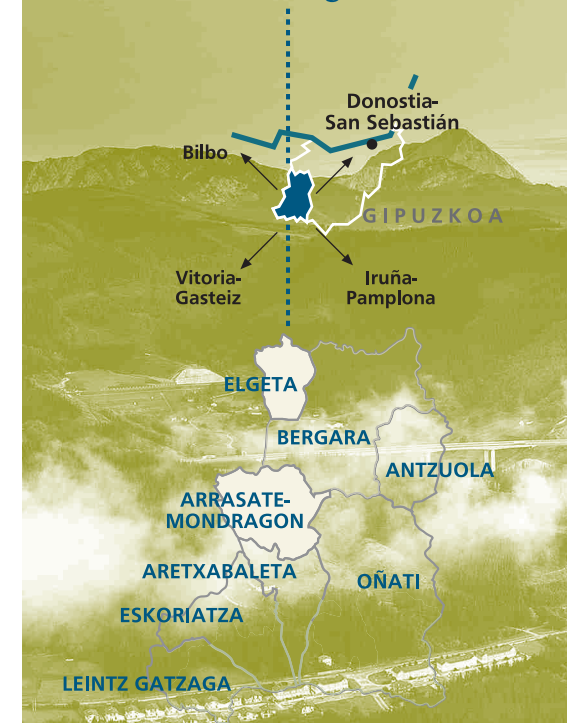 Donostia-
San Sebastián
Bilbo
GIPUZKOA
Vitoria-
Gasteiz
Iruña-
Pamplona
ELGETA
BERGARA
ANTZUOLA
ARRASATE-
MONDRAGON
ARETXABALETA
OÑATI
ESKORIATZA
LEINTZ GATZAGA